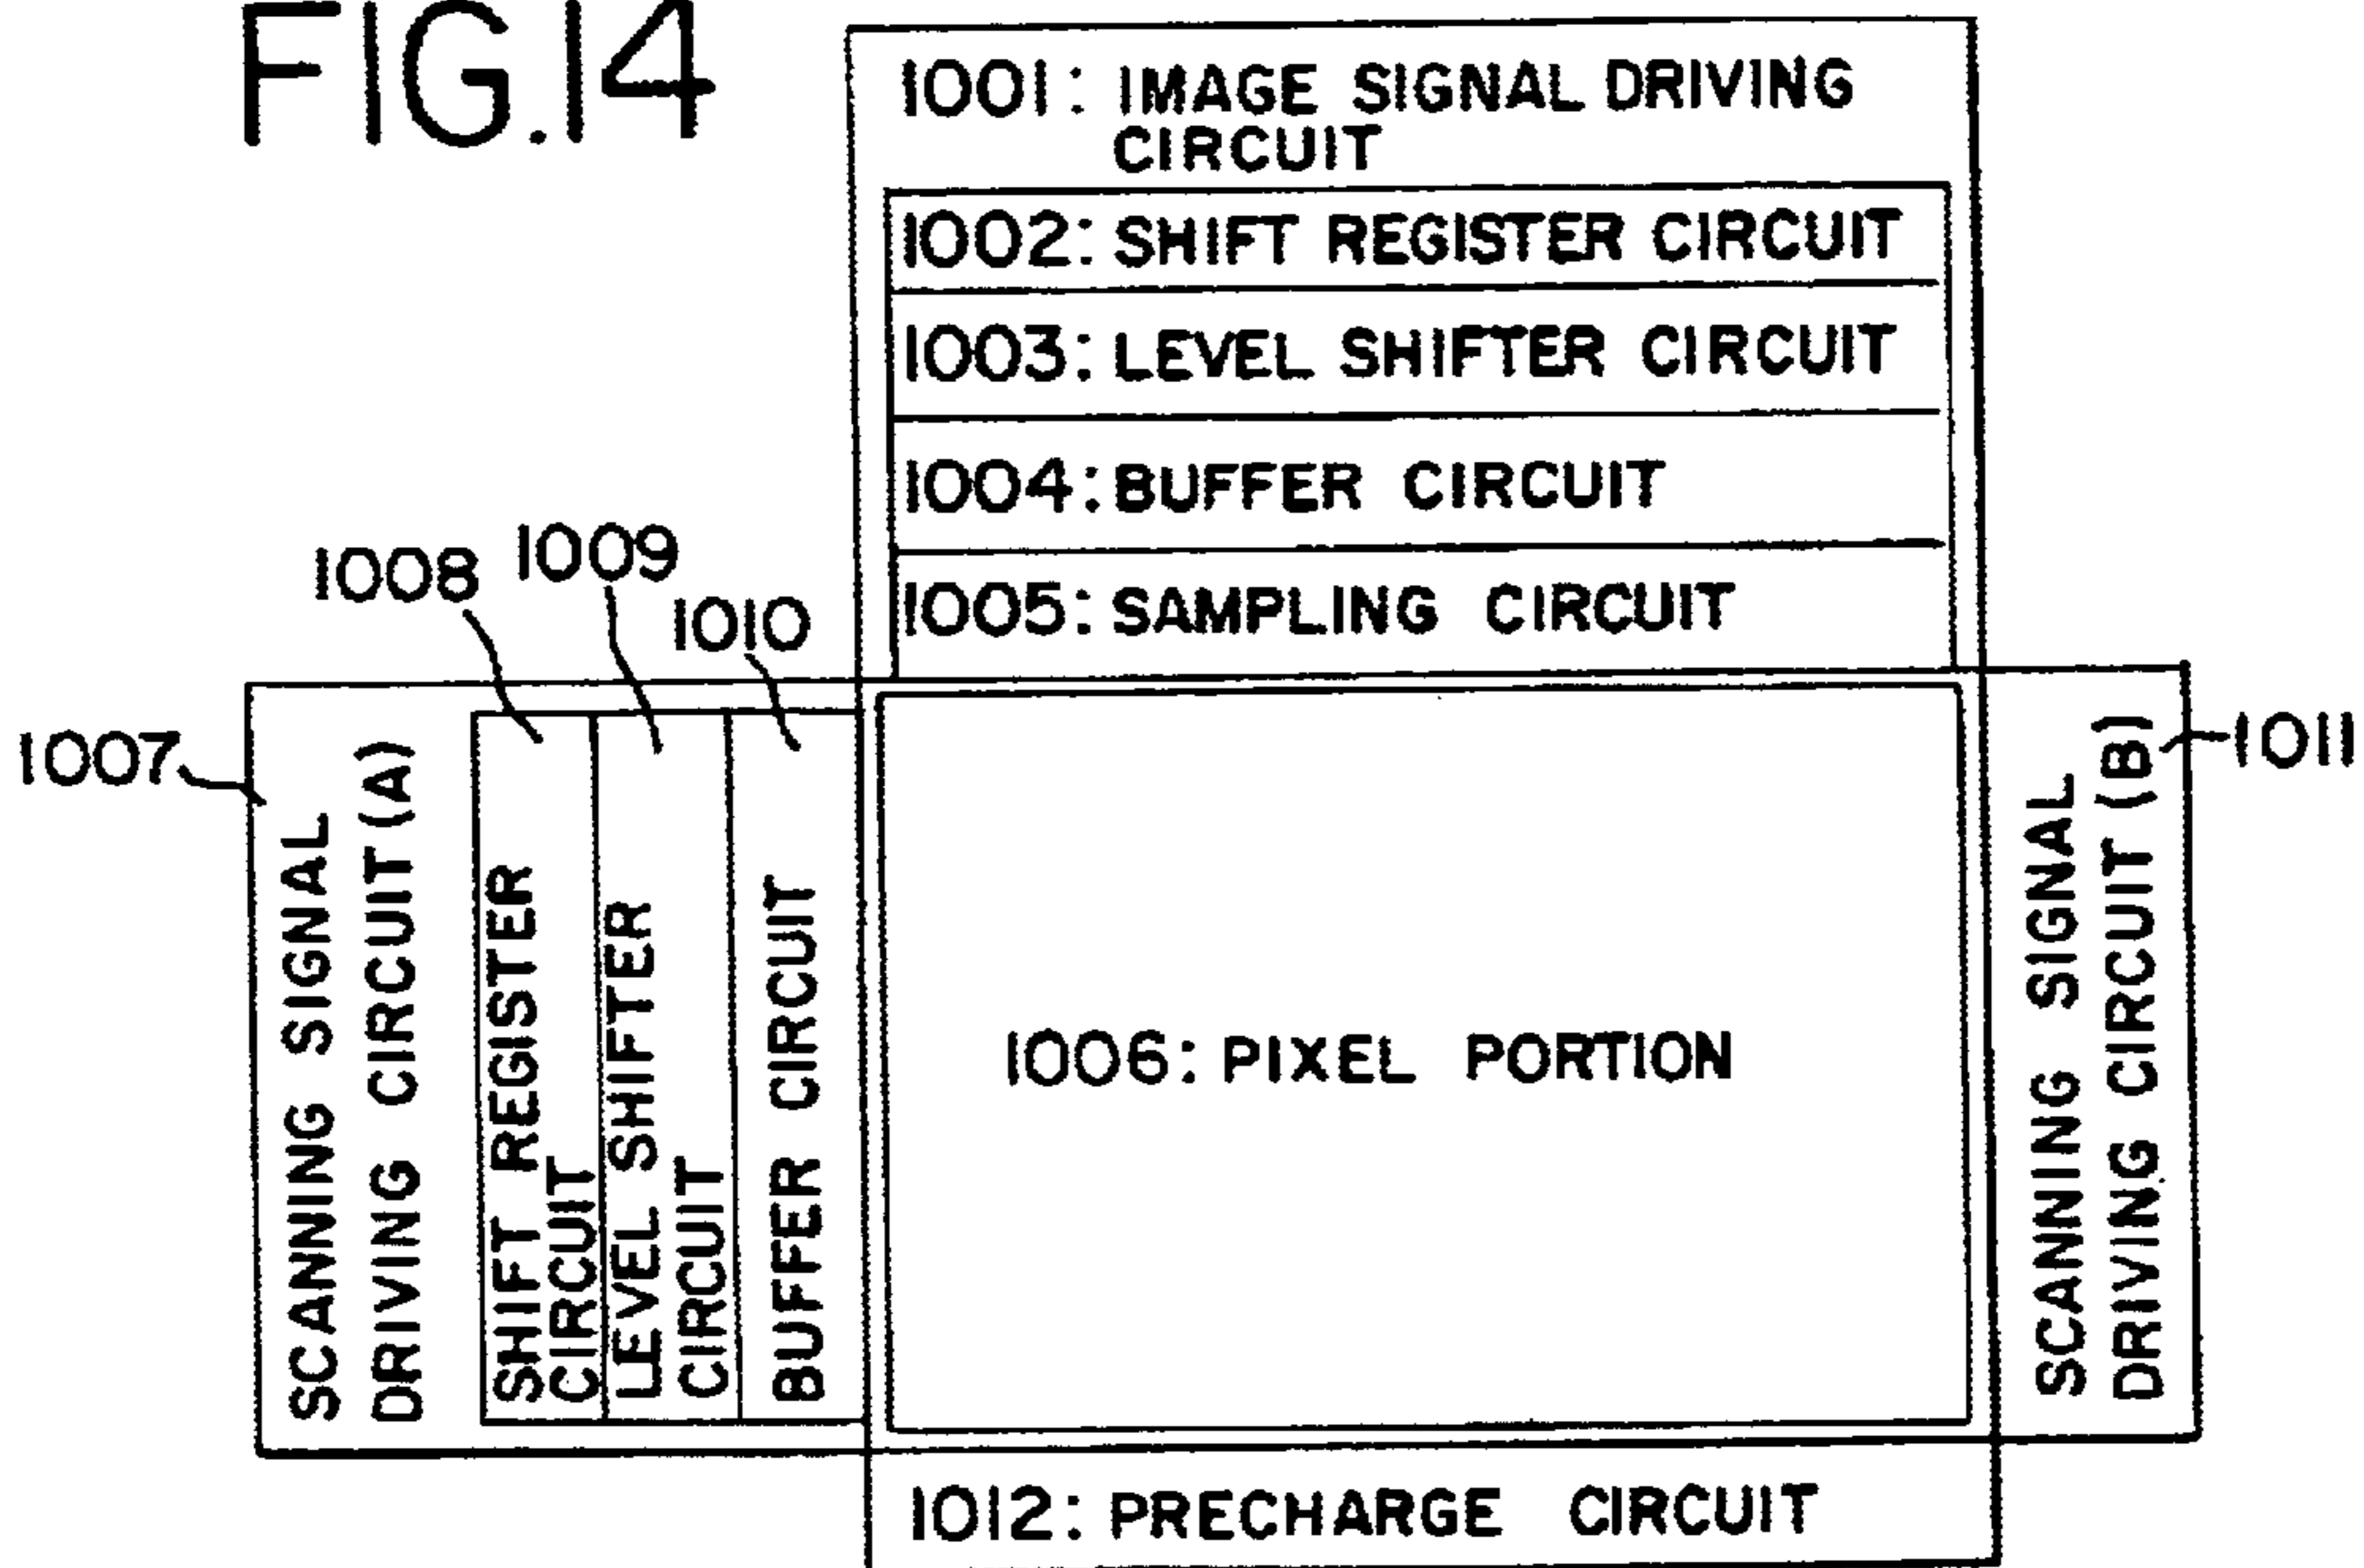 FIG.14
1001: IMAGE SIGNAL DRIVING
CIRCUIT
1002: SHIFT REGISTER CIRCUIT
1003: LEVEL SHIFTER CIRCUIT
1004: BUFFER CIRCUIT
1005: SAMPLING CIRCUIT
1008
1009
1010
1007
SCANNING SIGNAL
DRIVING CIRCUIT (A)
SHIFT REGISTER
CIRCUIT
LEVEL SHIFTER
CIRCUIT
BUFFER CIRCUIT
1006: PIXEL PORTION
SCANNING SIGNAL
DRIVING CIRCUIT (B)
1011
1012: PRECHARGE CIRCUIT